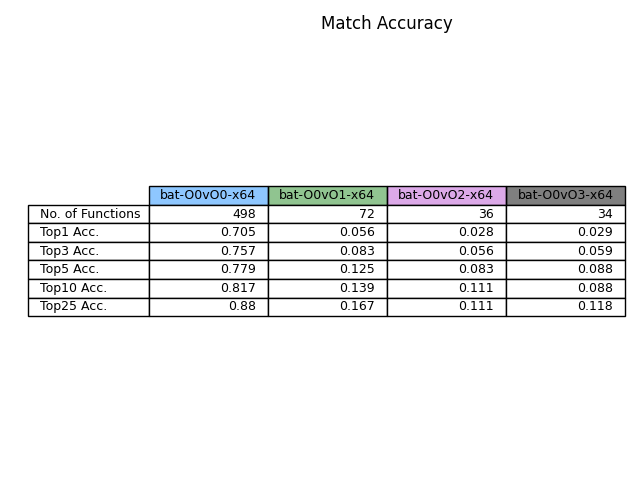 Match Accuracy
bat-O0vO0-x64 bat-O0vO1-x64 bat-O0vO2-x64 bat-O0vO3-x64
No. of Functions 498 72 36 34
Top1 Acc. 0.705 0.056 0.028 0.029
Top3 Acc. 0.757 0.083 0.056 0.059
Top5 Acc. 0.779 0.125 0.083 0.088
Top10 Acc. 0.817 0.139 0.111 0.088
Top25 Acc. 0.88 0.167 0.111 0.118